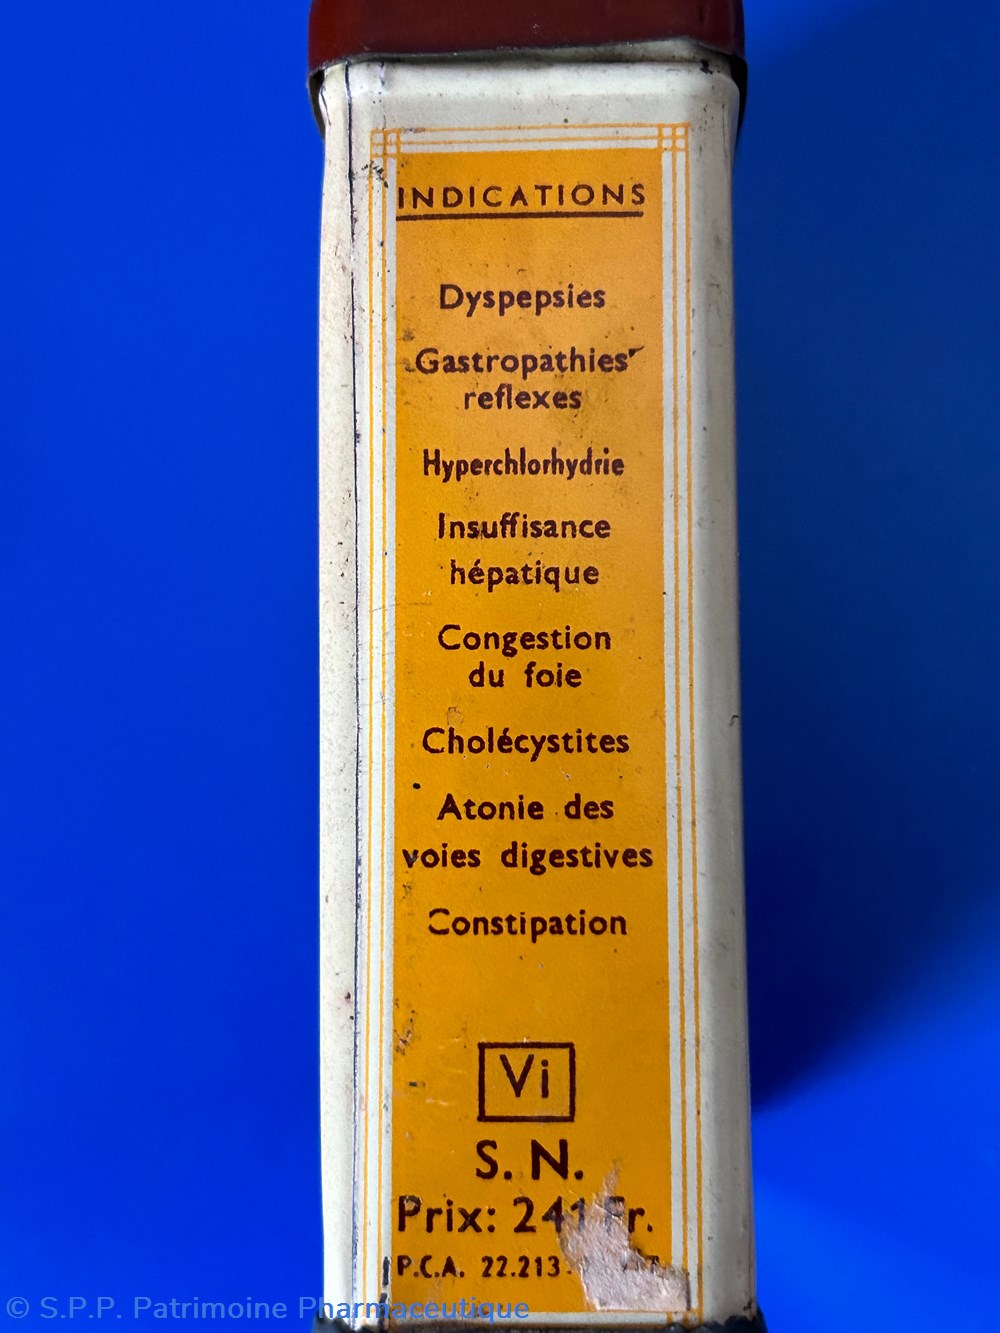 INDICATIONS
Dyspepsies
Gastropathies
reflexes
Hyperchlorhydrie
Insuffisance
hépatique
Congestion
du foie
Cholécystites
Atonie des
voies digestives
Constipation
Vi
S. N.
Prix: 241 Fr.
P.C.A. 22.213
© S.P.P. Patrimoine Pharmaceutique